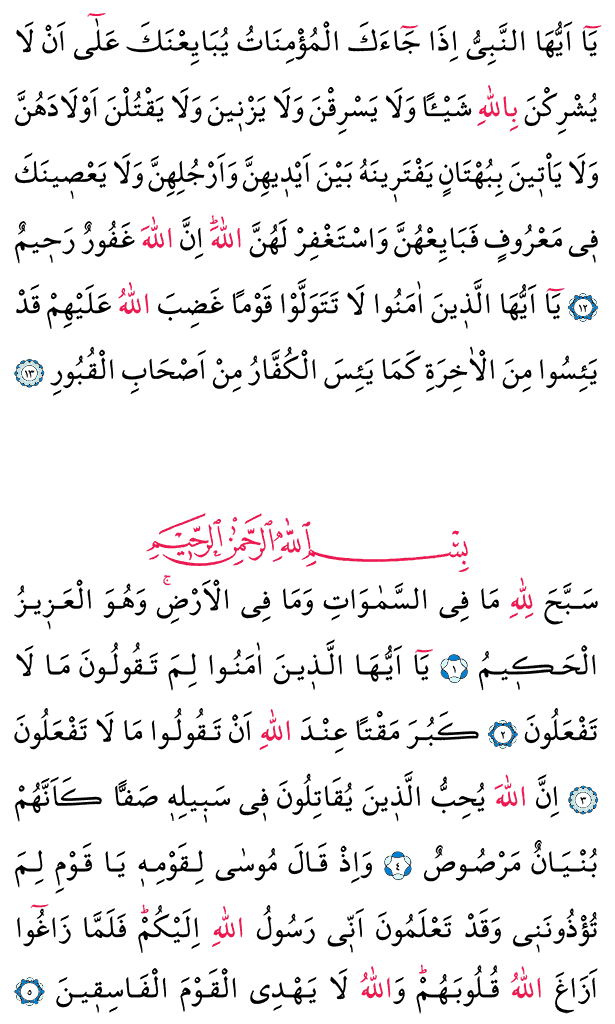 يَٓا اَيُّهَا النَّبِيُّ اِذَا جَٓاءَكَ الْمُؤْمِنَاتُ يُبَايِعْنَكَ عَلٰٓى اَنْ لَا
يُشْرِكْنَ بِاللّٰهِ شَيْـًٔا وَلَا يَسْرِقْنَ وَلَا يَزْن۪ينَ وَلَا يَقْتُلْنَ اَوْلَادَهُنَّ
وَلَا يَأْت۪ينَ بِبُهْتَانٍ يَفْتَر۪ينَهُ بَيْنَ اَيْد۪يهِنَّ وَاَرْجُلِهِنَّ وَلَا يَعْص۪ينَكَ
ف۪ي مَعْرُوفٍ فَبَايِعْهُنَّ وَاسْتَغْفِرْ لَهُنَّ اللّٰهَۜ اِنَّ اللّٰهَ غَفُورٌ رَح۪يمٌ
﴿١٢﴾ يَٓا اَيُّهَا الَّذ۪ينَ اٰمَنُوا لَا تَتَوَلَّوْا قَوْمًا غَضِبَ اللّٰهُ عَلَيْهِمْ قَدْ
يَئِسُوا مِنَ الْاٰخِرَةِ كَمَا يَئِسَ الْكُفَّارُ مِنْ اَصْحَابِ الْقُبُورِ ﴿١٣﴾
بِسْمِ اللّٰهِ الرَّحْمٰنِ الرَّح۪يمِ
سَبَّحَ لِلّٰهِ مَا فِي السَّمٰوَاتِ وَمَا فِي الْاَرْضِۚ وَهُوَ الْعَز۪يزُ
الْحَك۪يمُ ﴿١﴾ يَٓا اَيُّهَا الَّذ۪ينَ اٰمَنُوا لِمَ تَقُولُونَ مَا لَا
تَفْعَلُونَ ﴿٢﴾ كَبُرَ مَقْتًا عِنْدَ اللّٰهِ اَنْ تَقُولُوا مَا لَا تَفْعَلُونَ
﴿٣﴾ اِنَّ اللّٰهَ يُحِبُّ الَّذ۪ينَ يُقَاتِلُونَ ف۪ي سَب۪يلِه۪ صَفًّا كَاَنَّهُمْ
بُنْيَانٌ مَرْصُوصٌ ﴿٤﴾ وَاِذْ قَالَ مُوسٰى لِقَوْمِه۪ يَا قَوْمِ لِمَ
تُؤْذُونَن۪ي وَقَدْ تَعْلَمُونَ اَنّ۪ي رَسُولُ اللّٰهِ اِلَيْكُمْۜ فَلَمَّا زَاغُٓوا
اَزَاغَ اللّٰهُ قُلُوبَهُمْۜ وَاللّٰهُ لَا يَهْدِي الْقَوْمَ الْفَاسِق۪ينَ ﴿٥﴾